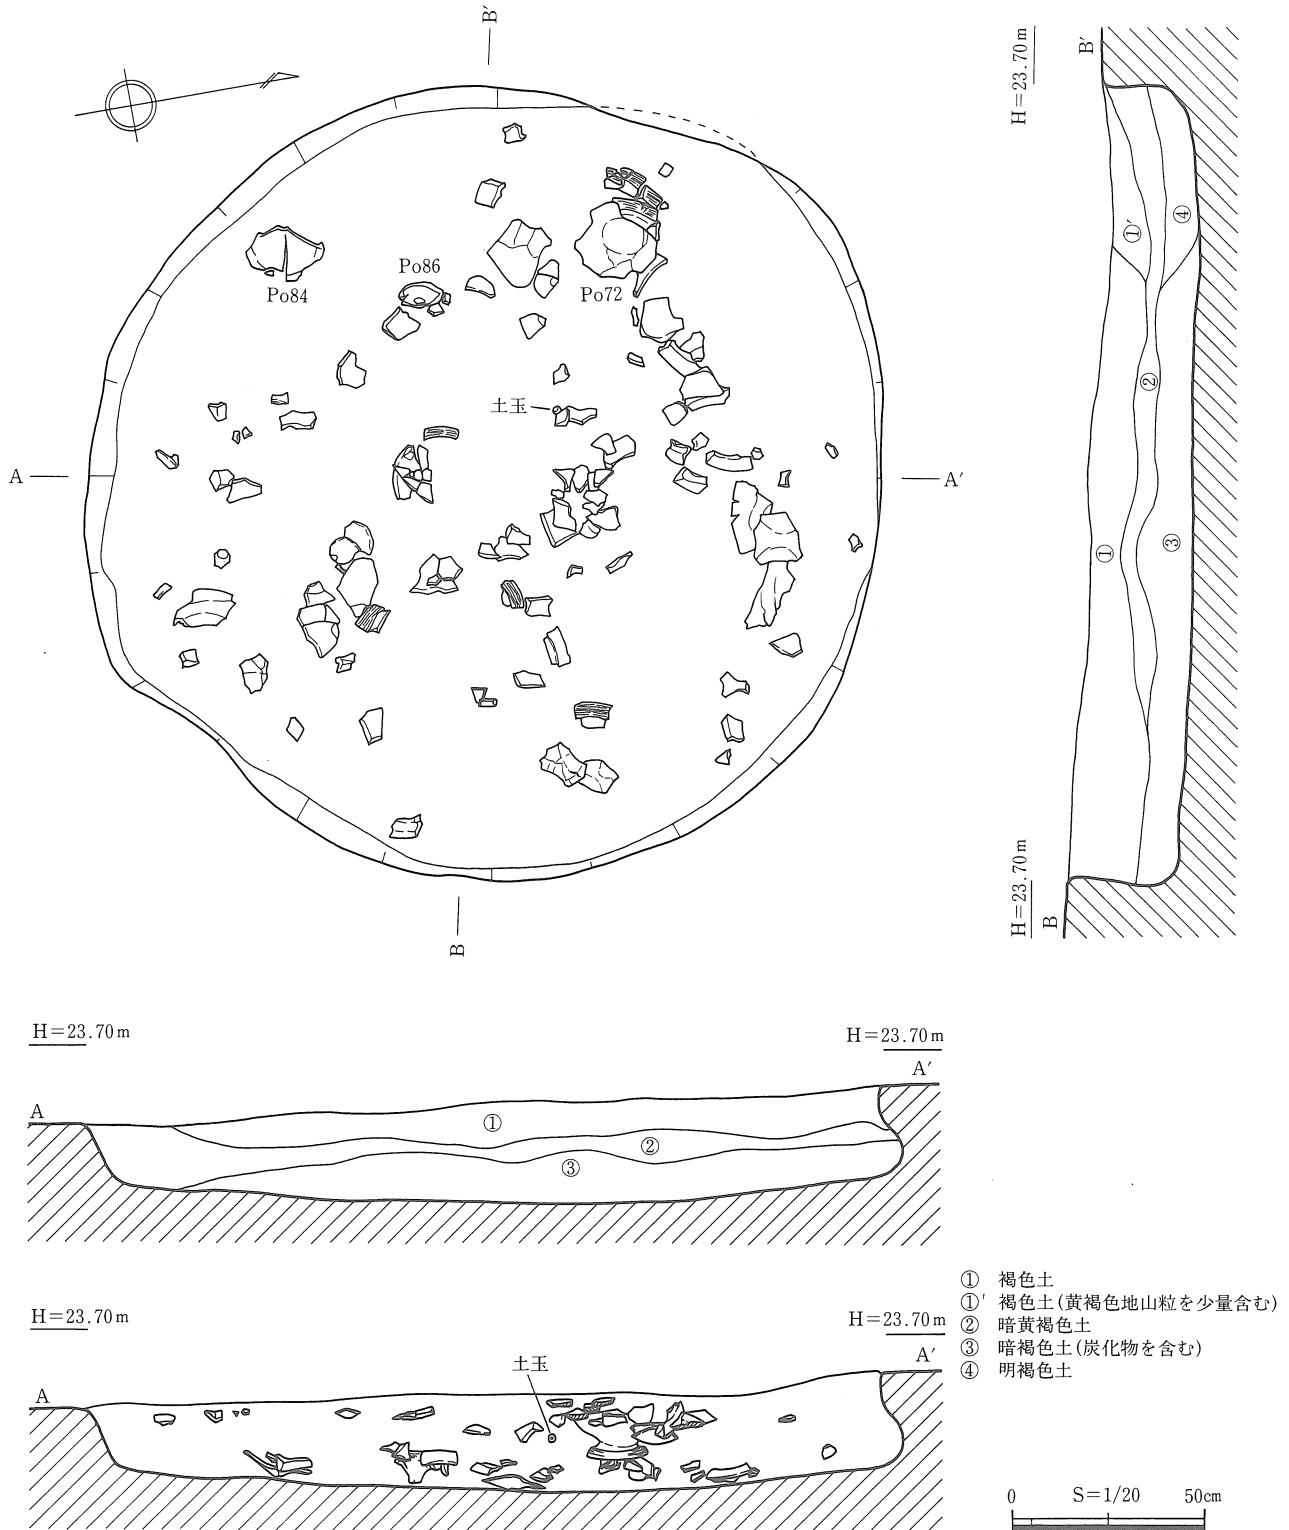 B′
H=23.70m
B′
Po84
Po86
Po72
土玉
A
A′
①′
④
②
①
③
B
H=23.70m
B
H=23.70m
H=23.70m
A
A′
①
②
③
H=23.70m
H=23.70m
土玉
A
A′
① 褐色土
①′ 褐色土(黄褐色地山粒を少量含む)
② 暗黄褐色土
③ 暗褐色土(炭化物を含む)
④ 明褐色土
0 S=1/20 50cm